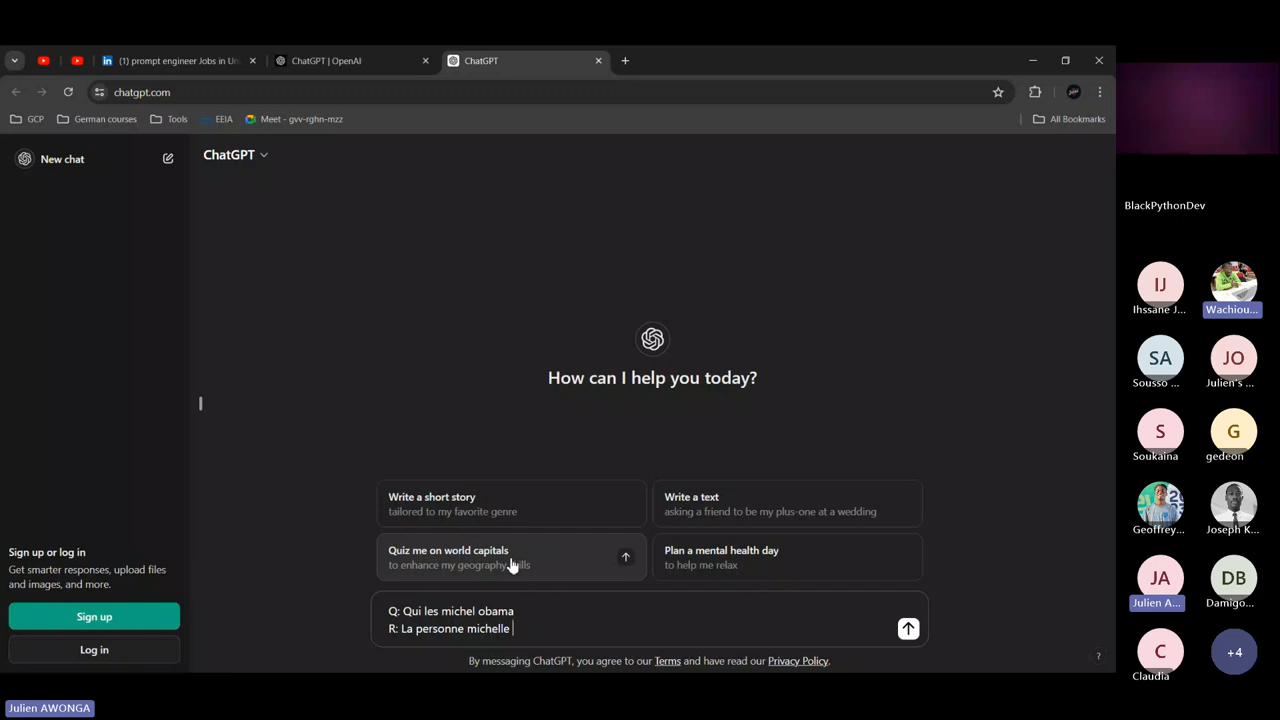 (1) prompt engineer Jobs in Un
ChatGPT | OpenAI
ChatGPT
chatgpt.com
GCP
German courses
Tools
EEIA
Meet - gvv-rghn-mzz
All Bookmarks
New chat
ChatGPT
How can I help you today?
Write a short story
tailored to my favorite genre
Write a text
asking a friend to be my plus-one at a wedding
Quiz me on world capitals
to enhance my geography skills
Plan a mental health day
to help me relax
Q: Qui les michel obama
R: La personne michelle
By messaging ChatGPT, you agree to our Terms and have read our Privacy Policy.
?
Sign up or log in
Get smarter responses, upload files
and images, and more.
Sign up
Log in
BlackPythonDev
IJ
Ihssane J...
Wachiou...
SA
Sousso ...
JO
Julien's ...
S
Soukaina
G
gedeon
Geoffrey...
Joseph K...
JA
Julien A...
DB
Damigo...
C
Claudia
+4
Julien AWONGA